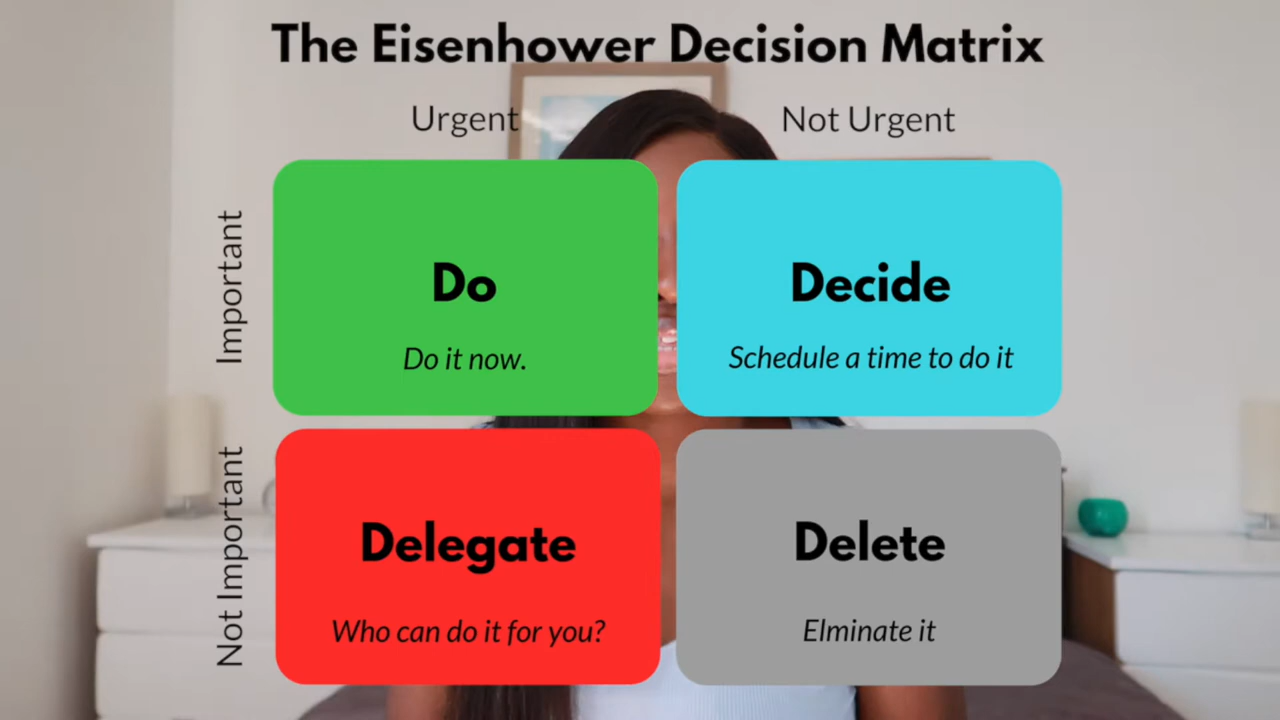 The Eisenhower Decision Matrix
Urgent
Not Urgent
Important
Do
Do it now.
Decide
Schedule a time to do it
Not Important
Delegate
Who can do it for you?
Delete
Elminate it